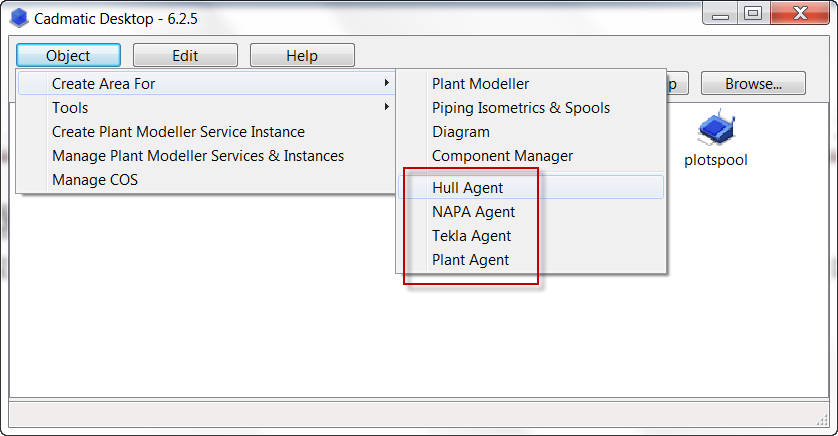 Cadmatic Desktop - 6.2.5
Object Edit Help
Create Area For
Tools
Create Plant Modeller Service Instance
Manage Plant Modeller Services & Instances
Manage COS
Plant Modeller
Piping Isometrics & Spools
Diagram
Component Manager
Hull Agent
NAPA Agent
Tekla Agent
Plant Agent
Browse...
plotspool